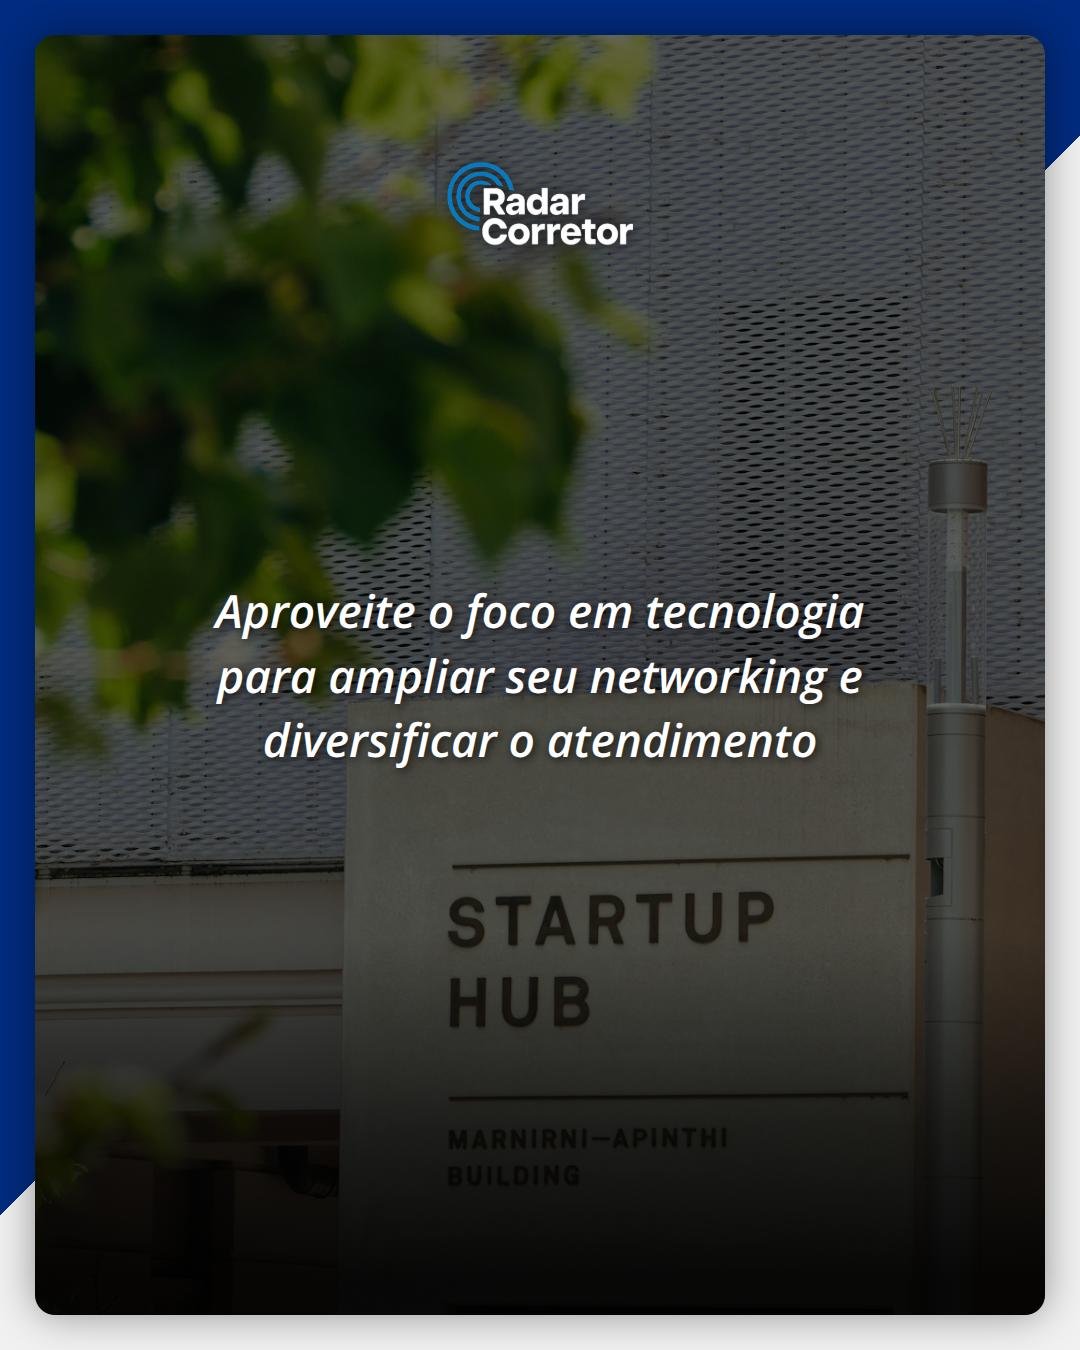 Radar
Corretor
Aproveite o foco em tecnologia
para ampliar seu networking e
diversificar o atendimento
STARTUP
HUB
MARNIRNI—APINTHI
BUILDING